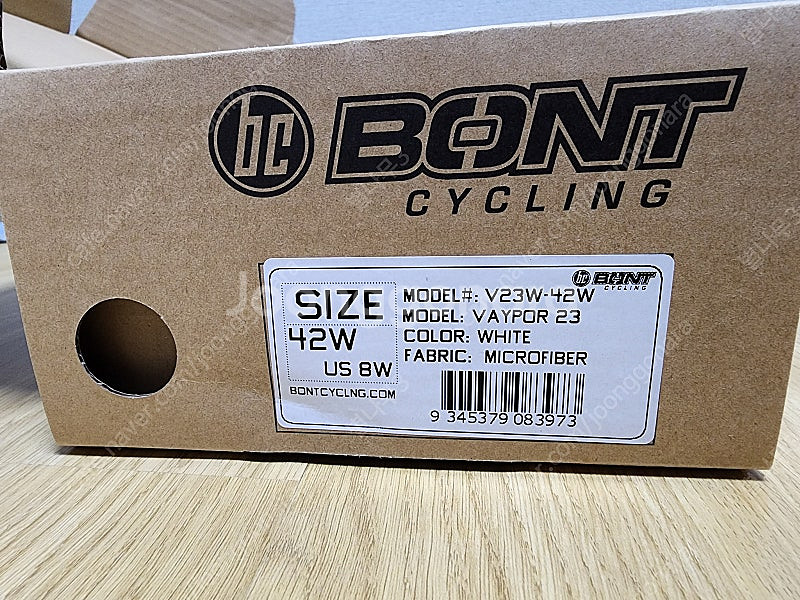 BONT
CYCLING
BONT
CYCLING
SIZE
42W
US 8W
BONTCYCLNG.COM
MODEL#: V23W-42W
MODEL: VAYPOR 23
COLOR: WHITE
FABRIC: MICROFIBER
9 345379 083973